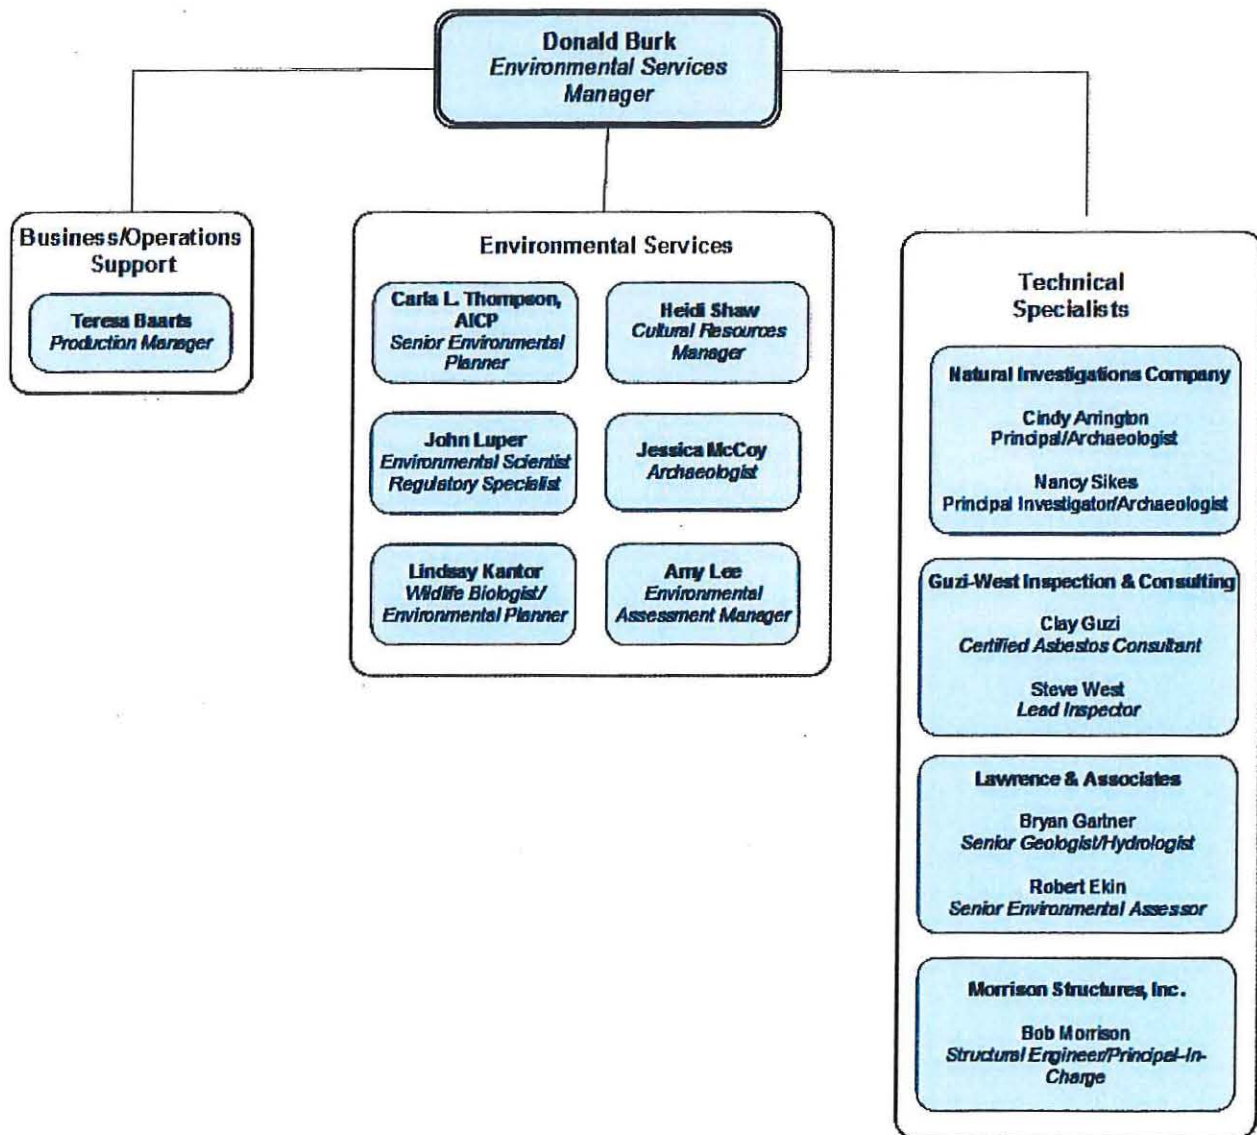 Donald Burk
Environmental Services
Manager
Business/Operations
Support
Teresa Baarts
Production Manager
Environmental Services
Carla L. Thompson,
AICP
Senior Environmental
Planner
Heidi Shaw
Cultural Resources
Manager
John Luper
Environmental Scientist
Regulatory Specialist
Jessica McCoy
Archaeologist
Lindsay Kantor
Wildlife Biologist/
Environmental Planner
Amy Lee
Environmental
Assessment Manager
Technical
Specialists
Natural Investigations Company
Cindy Arrington
Principal/Archaeologist
Nancy Sikes
Principal Investigator/Archaeologist
Guzi-West Inspection & Consulting
Clay Guzi
Certified Asbestos Consultant
Steve West
Lead Inspector
Lawrence & Associates
Bryan Gartner
Senior Geologist/Hydrologist
Robert Ekin
Senior Environmental Assessor
Morrison Structures, Inc.
Bob Morrison
Structural Engineer/Principal-In-
Charge